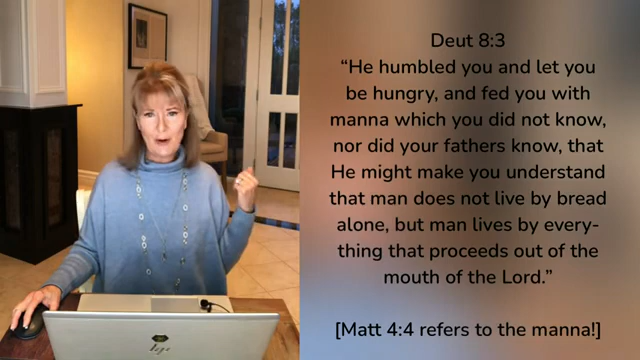 Deut 8:3
“He humbled you and let you
be hungry, and fed you with
manna which you did not know,
nor did your fathers know, that
He might make you understand
that man does not live by bread
alone, but man lives by every-
thing that proceeds out of the
mouth of the Lord.”
[Matt 4:4 refers to the manna!]